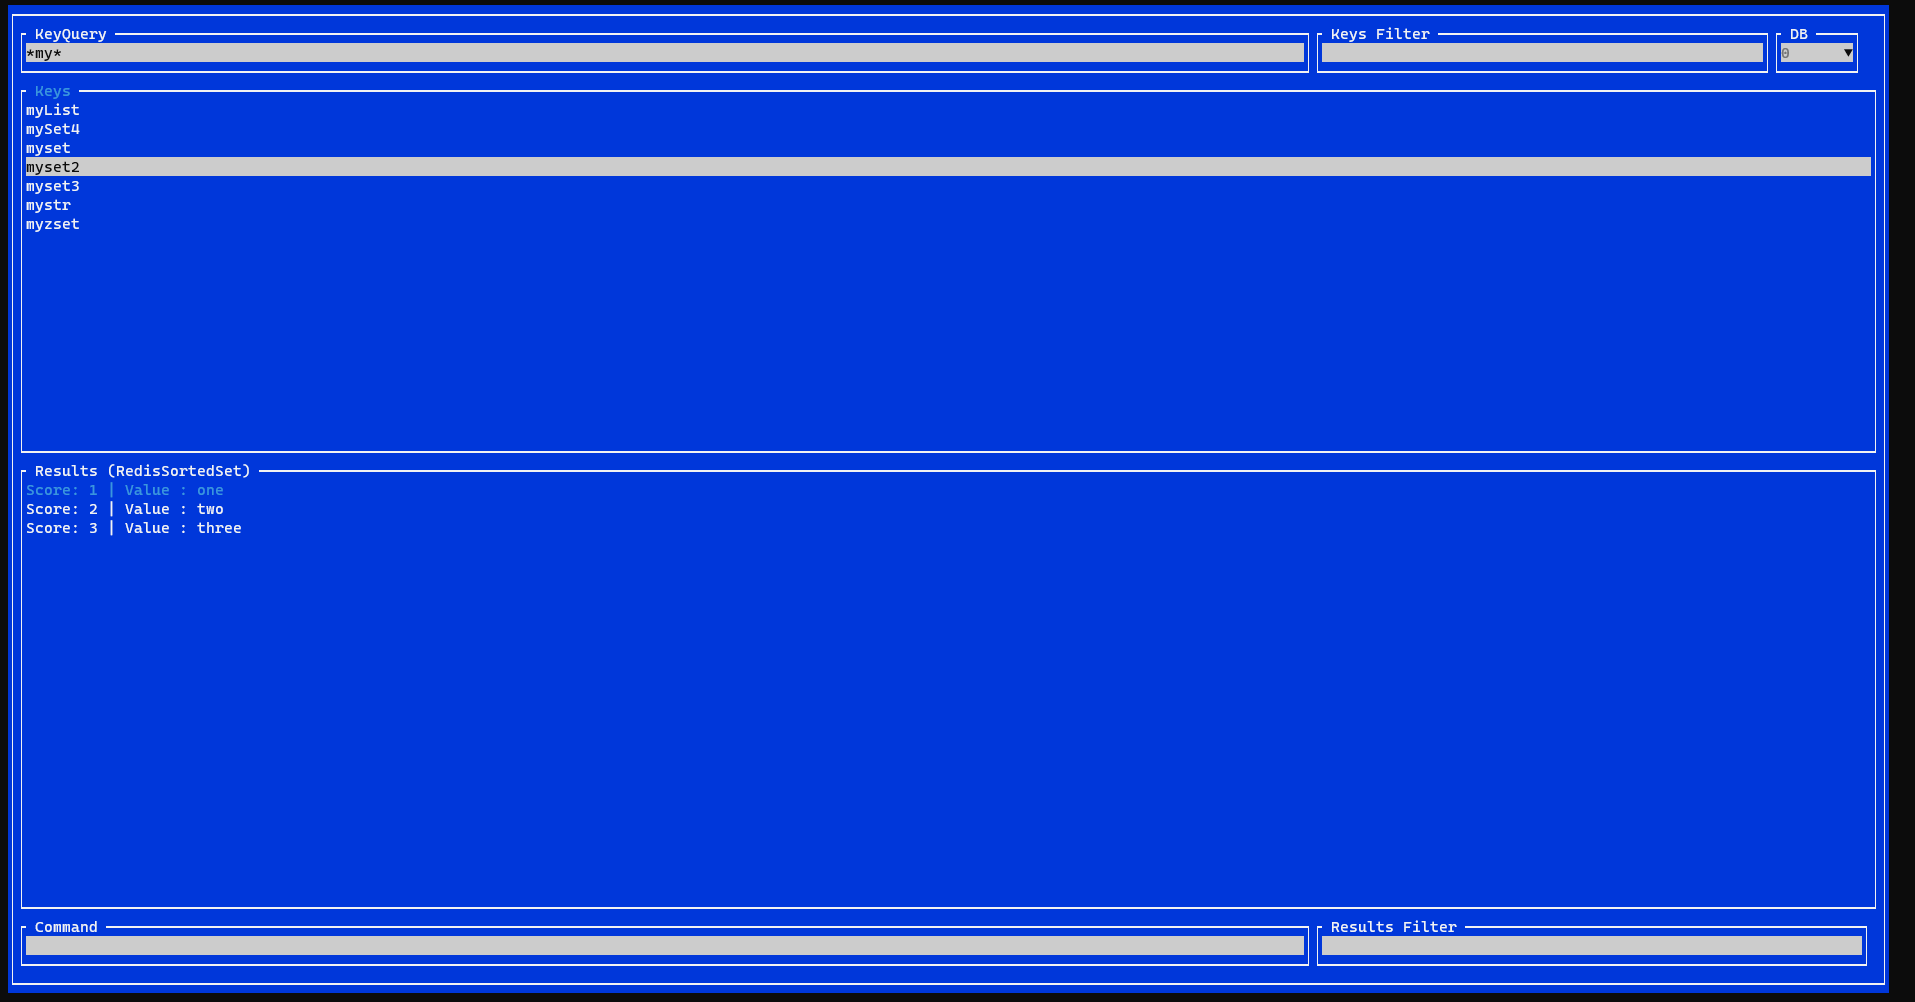 KeyQuery Keys Filter DB
*my* 0 ▼
Keys
myList
mySet4
myset
myset2
myset3
mystr
myzset
Results (RedisSortedSet)
Score: 1 | Value : one
Score: 2 | Value : two
Score: 3 | Value : three
Command Results Filter